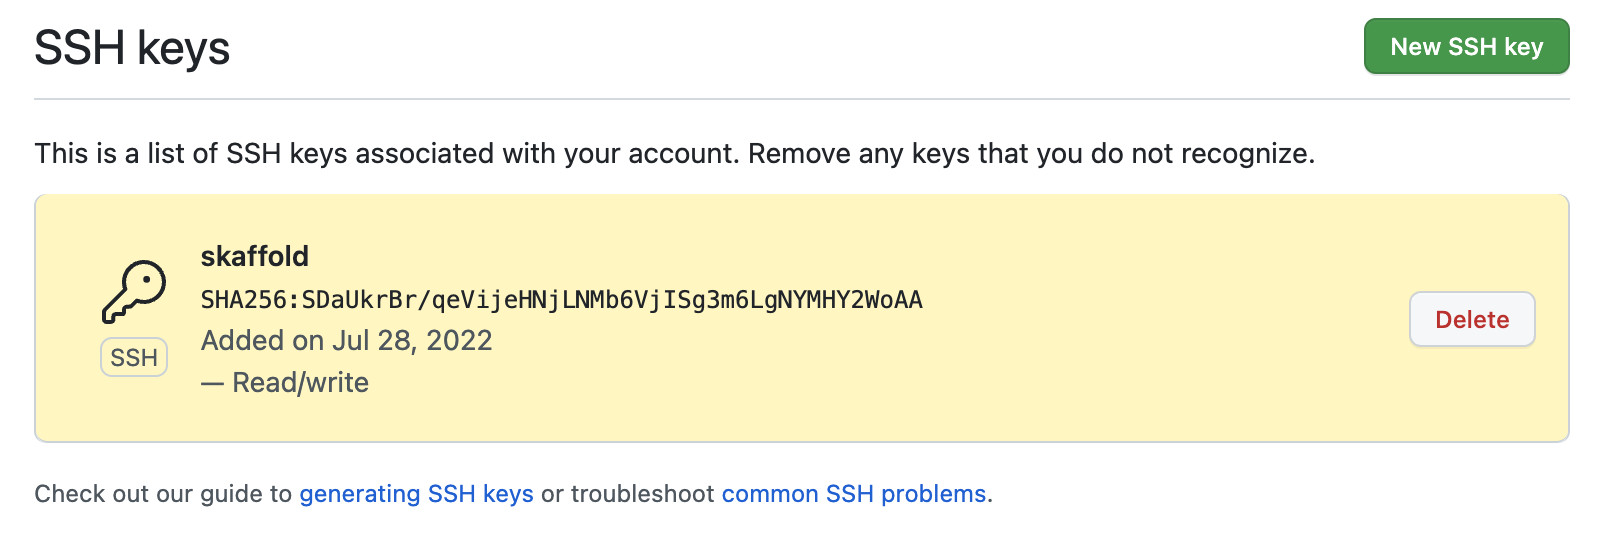 SSH keys
New SSH key
This is a list of SSH keys associated with your account. Remove any keys that you do not recognize.
skaffold
SHA256:SDaUkrBr/qeVijeHNjLNMb6VjISg3m6LgNYMHY2WoAA
Added on Jul 28, 2022
— Read/write
SSH
Delete
Check out our guide to generating SSH keys or troubleshoot common SSH problems.